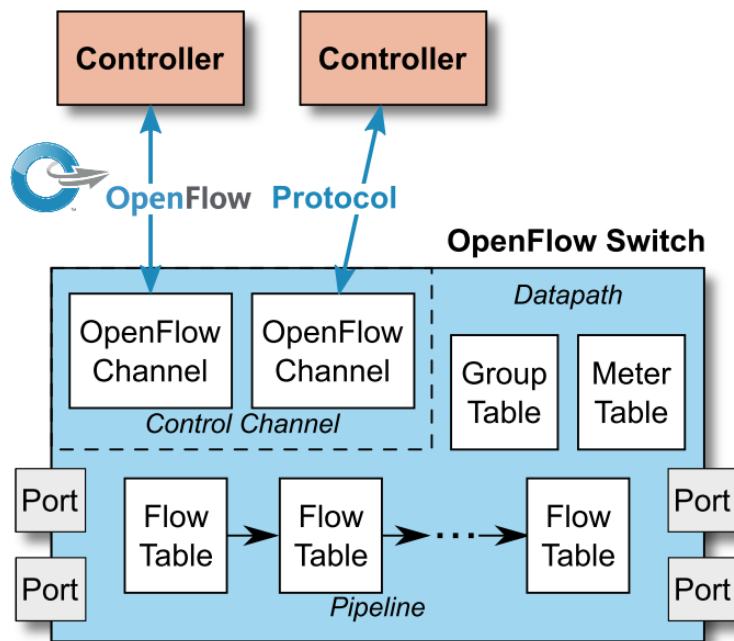 Controller
Controller
OpenFlow
Protocol
™
OpenFlow Switch
Datapath
OpenFlow
Channel
OpenFlow
Channel
Control Channel
Group
Table
Meter
Table
Port
Port
Flow
Table
Flow
Table
...
Flow
Table
Port
Port
Pipeline